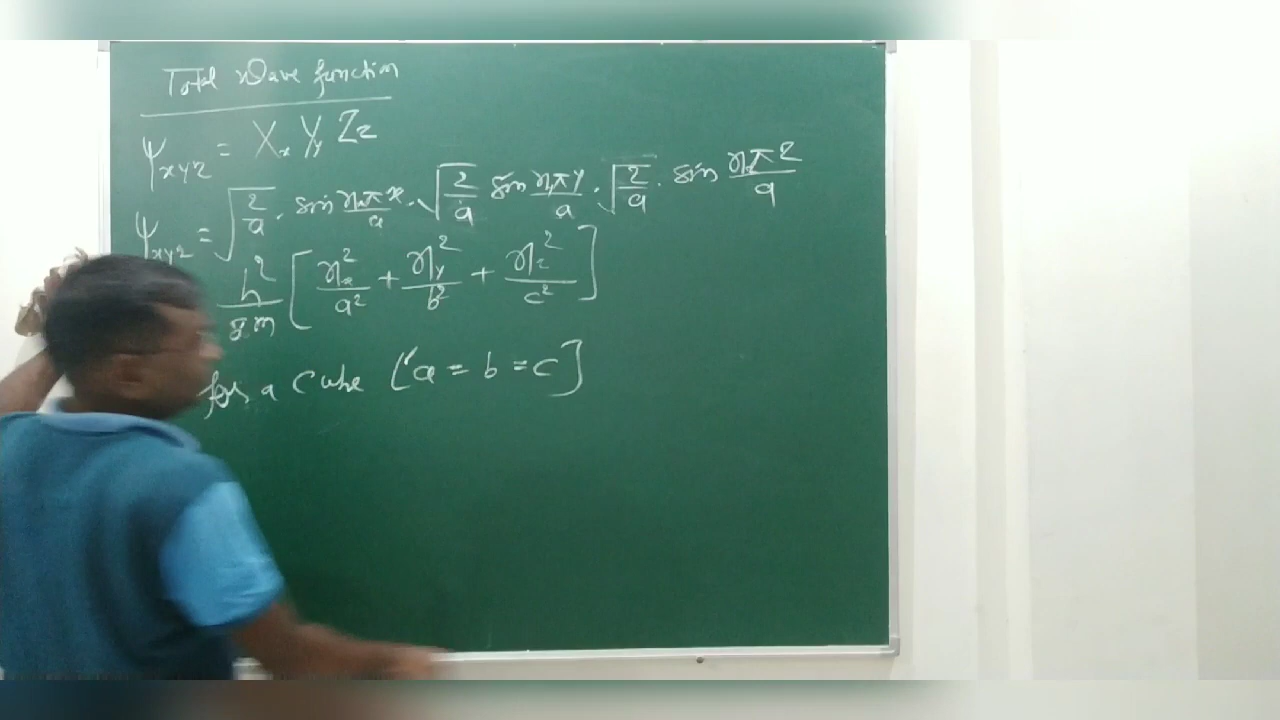 Total Wave function
ψxyz = Xx Yy Zz
ψxyz = √2/a . sin nxπx/a . √2/a sin nyπy/a . √2/a . sin nzπz/a
h²/8m [ nx²/a² + ny²/b² + nz²/c² ]
for a Cube [ a = b = c ]